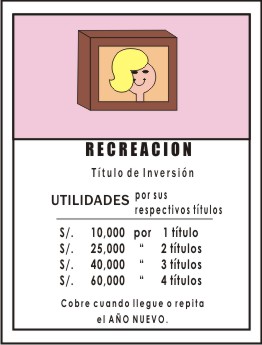 RECREACION
Título de Inversión
UTILIDADES por sus respectivos títulos
S/. 10,000 por 1 título
S/. 25,000 “ 2 títulos
S/. 40,000 “ 3 títulos
S/. 60,000 “ 4 títulos
Cobre cuando llegue o repita
el AÑO NUEVO.